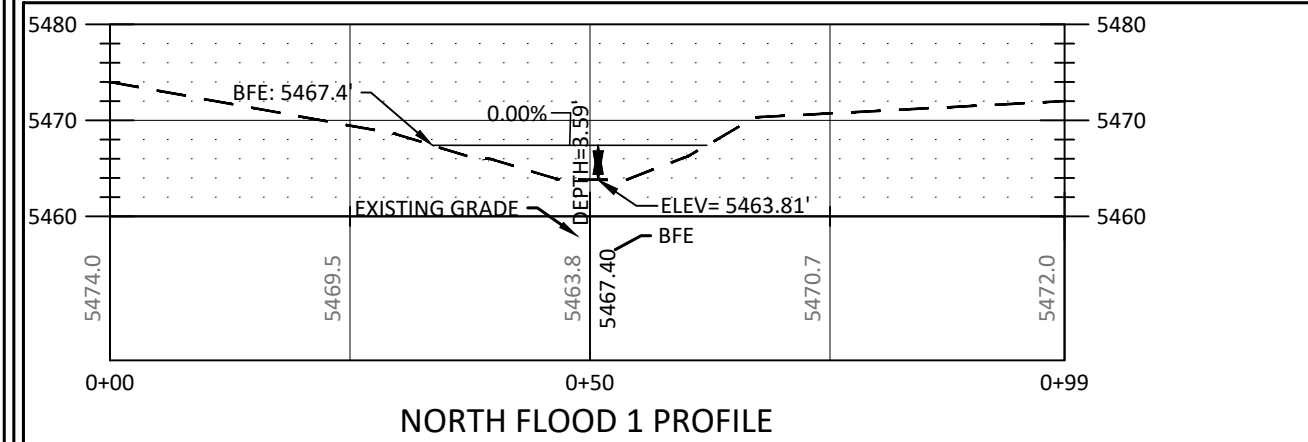 5480
5480
BFE: 5467.4'
0.00%
5470
5470
DEPTH=3.59'
EXISTING GRADE
ELEV= 5463.81'
5460
5460
BFE
5474.0
5469.5
5463.8
5467.40
5470.7
5472.0
0+00
0+50
0+99
NORTH FLOOD 1 PROFILE